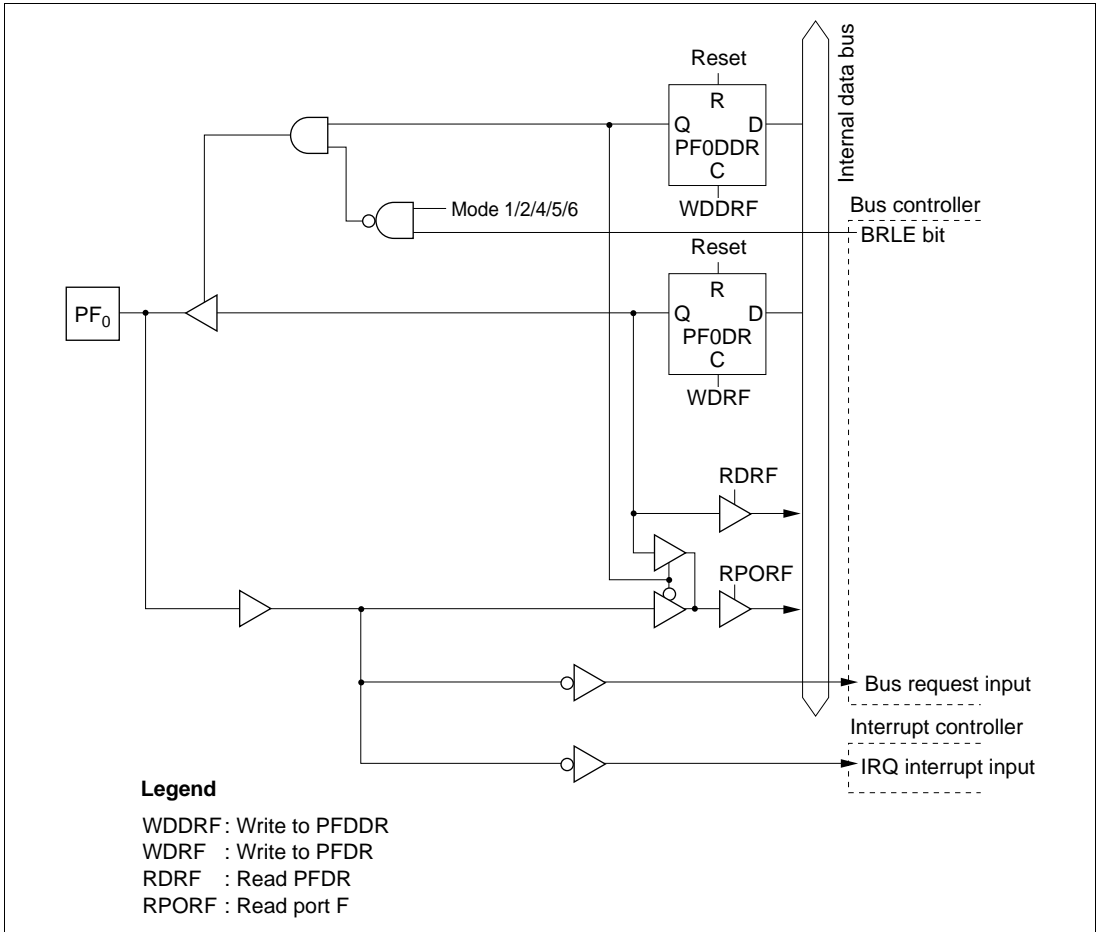 Reset
R
Q D
PF0DDR
C
WDDRF
Internal data bus
Mode 1/2/4/5/6
Bus controller
BRLE bit
Reset
R
Q D
PF0DR
C
WDRF
PF0
RDRF
RPORF
Bus request input
Interrupt controller
IRQ interrupt input
Legend
WDDRF : Write to PFDDR
WDRF : Write to PFDR
RDRF : Read PFDR
RPORF : Read port F